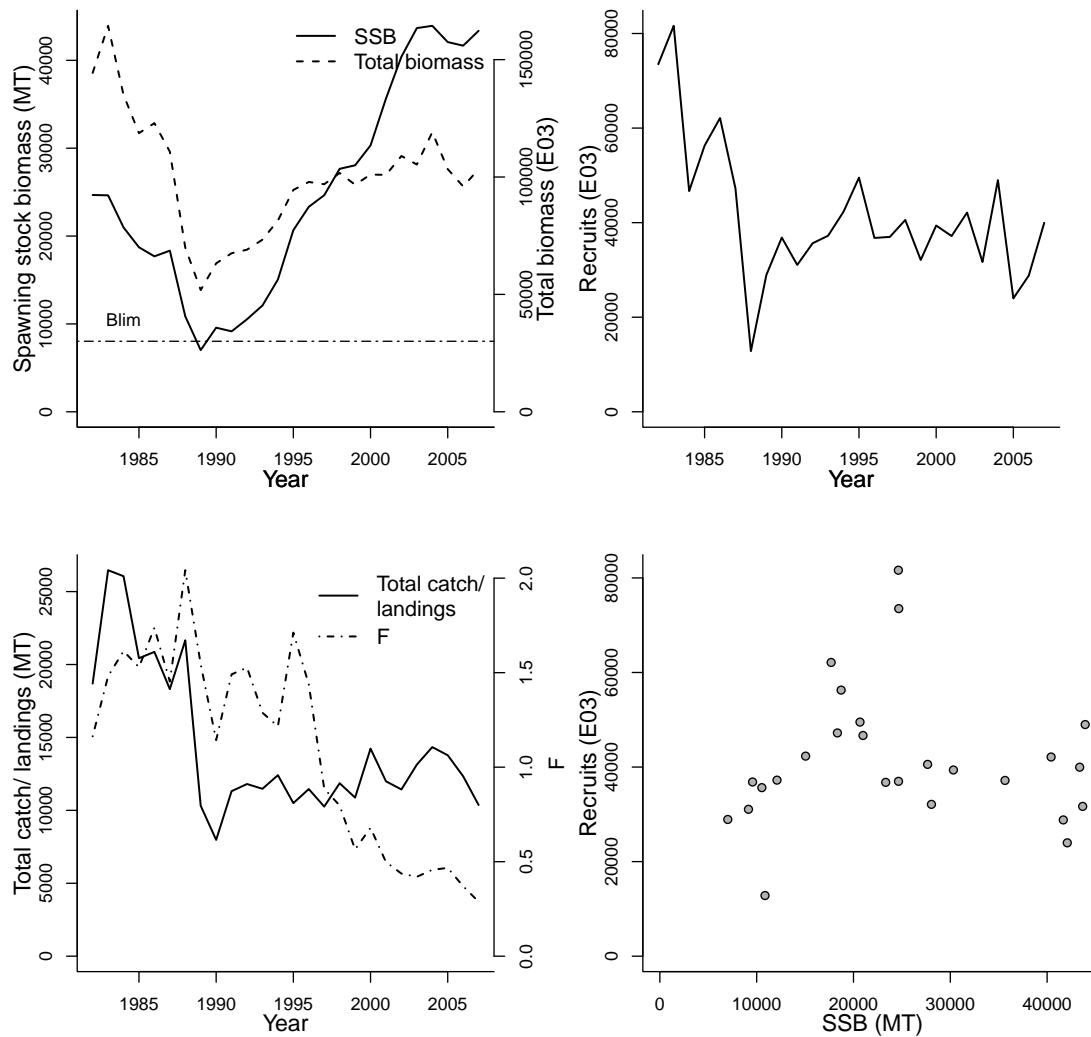 Spawning stock biomass (MT)
0 10000 20000 30000 40000
SSB
Total biomass
Blim
Total biomass (E03)
0 50000 100000 150000
1985 1990 1995 2000 2005
Year
Recruits (E03)
0 20000 40000 60000 80000
1985 1990 1995 2000 2005
Year
Total catch/ landings (MT)
0 5000 10000 15000 20000 25000
Total catch/
landings
F
F
0.0 0.5 1.0 1.5 2.0
1985 1990 1995 2000 2005
Year
Recruits (E03)
0 20000 40000 60000 80000
0 10000 20000 30000 40000
SSB (MT)